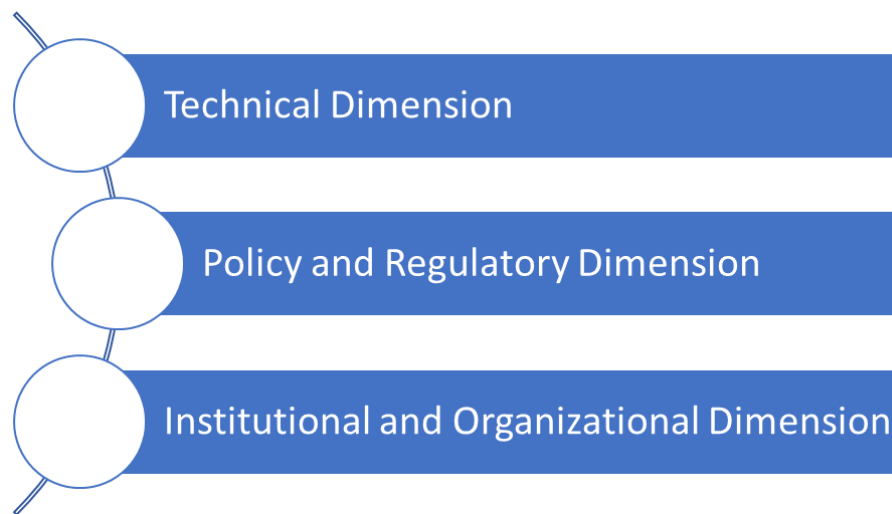 Technical Dimension
Policy and Regulatory Dimension
Institutional and Organizational Dimension